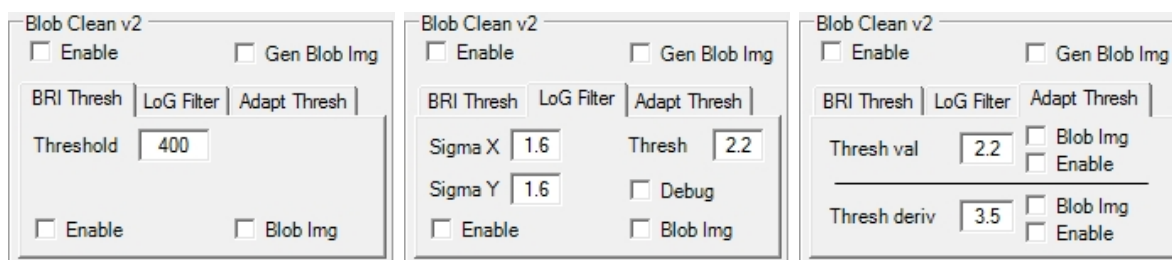 Blob Clean v2
Enable Gen Blob Img
BRI Thresh LoG Filter Adapt Thresh
Threshold 400
Enable Blob Img
Blob Clean v2
Enable Gen Blob Img
BRI Thresh LoG Filter Adapt Thresh
Sigma X 1.6 Thresh 2.2
Sigma Y 1.6 Debug
Enable Blob Img
Blob Clean v2
Enable Gen Blob Img
BRI Thresh LoG Filter Adapt Thresh
Thresh val 2.2 Blob Img
Enable
Thresh deriv 3.5 Blob Img
Enable